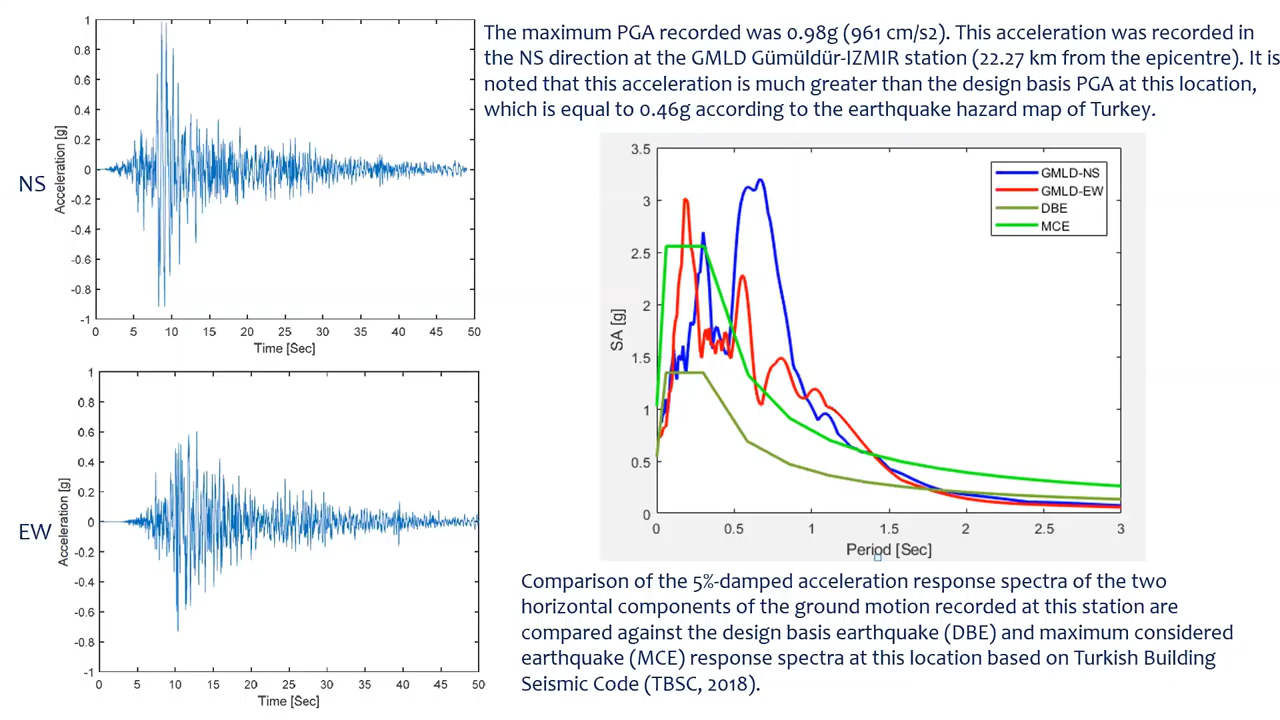 The maximum PGA recorded was 0.98g (961 cm/s2). This acceleration was recorded in
the NS direction at the GMLD Gümüldür-IZMIR station (22.27 km from the epicentre). It is
noted that this acceleration is much greater than the design basis PGA at this location,
which is equal to 0.46g according to the earthquake hazard map of Turkey.
NS
Acceleration [g]
1
0.8
0.6
0.4
0.2
0
-0.2
-0.4
-0.6
-0.8
-1
0 5 10 15 20 25 30 35 40 45 50
Time [Sec]
EW
Acceleration [g]
1
0.8
0.6
0.4
0.2
0
-0.2
-0.4
-0.6
-0.8
-1
0 5 10 15 20 25 30 35 40 45 50
Time [Sec]
SA [g]
3.5
3
2.5
2
1.5
1
0.5
0
0 0.5 1 1.5 2 2.5 3
Period [Sec]
GMLD-NS
GMLD-EW
DBE
MCE
Comparison of the 5%-damped acceleration response spectra of the two
horizontal components of the ground motion recorded at this station are
compared against the design basis earthquake (DBE) and maximum considered
earthquake (MCE) response spectra at this location based on Turkish Building
Seismic Code (TBSC, 2018).